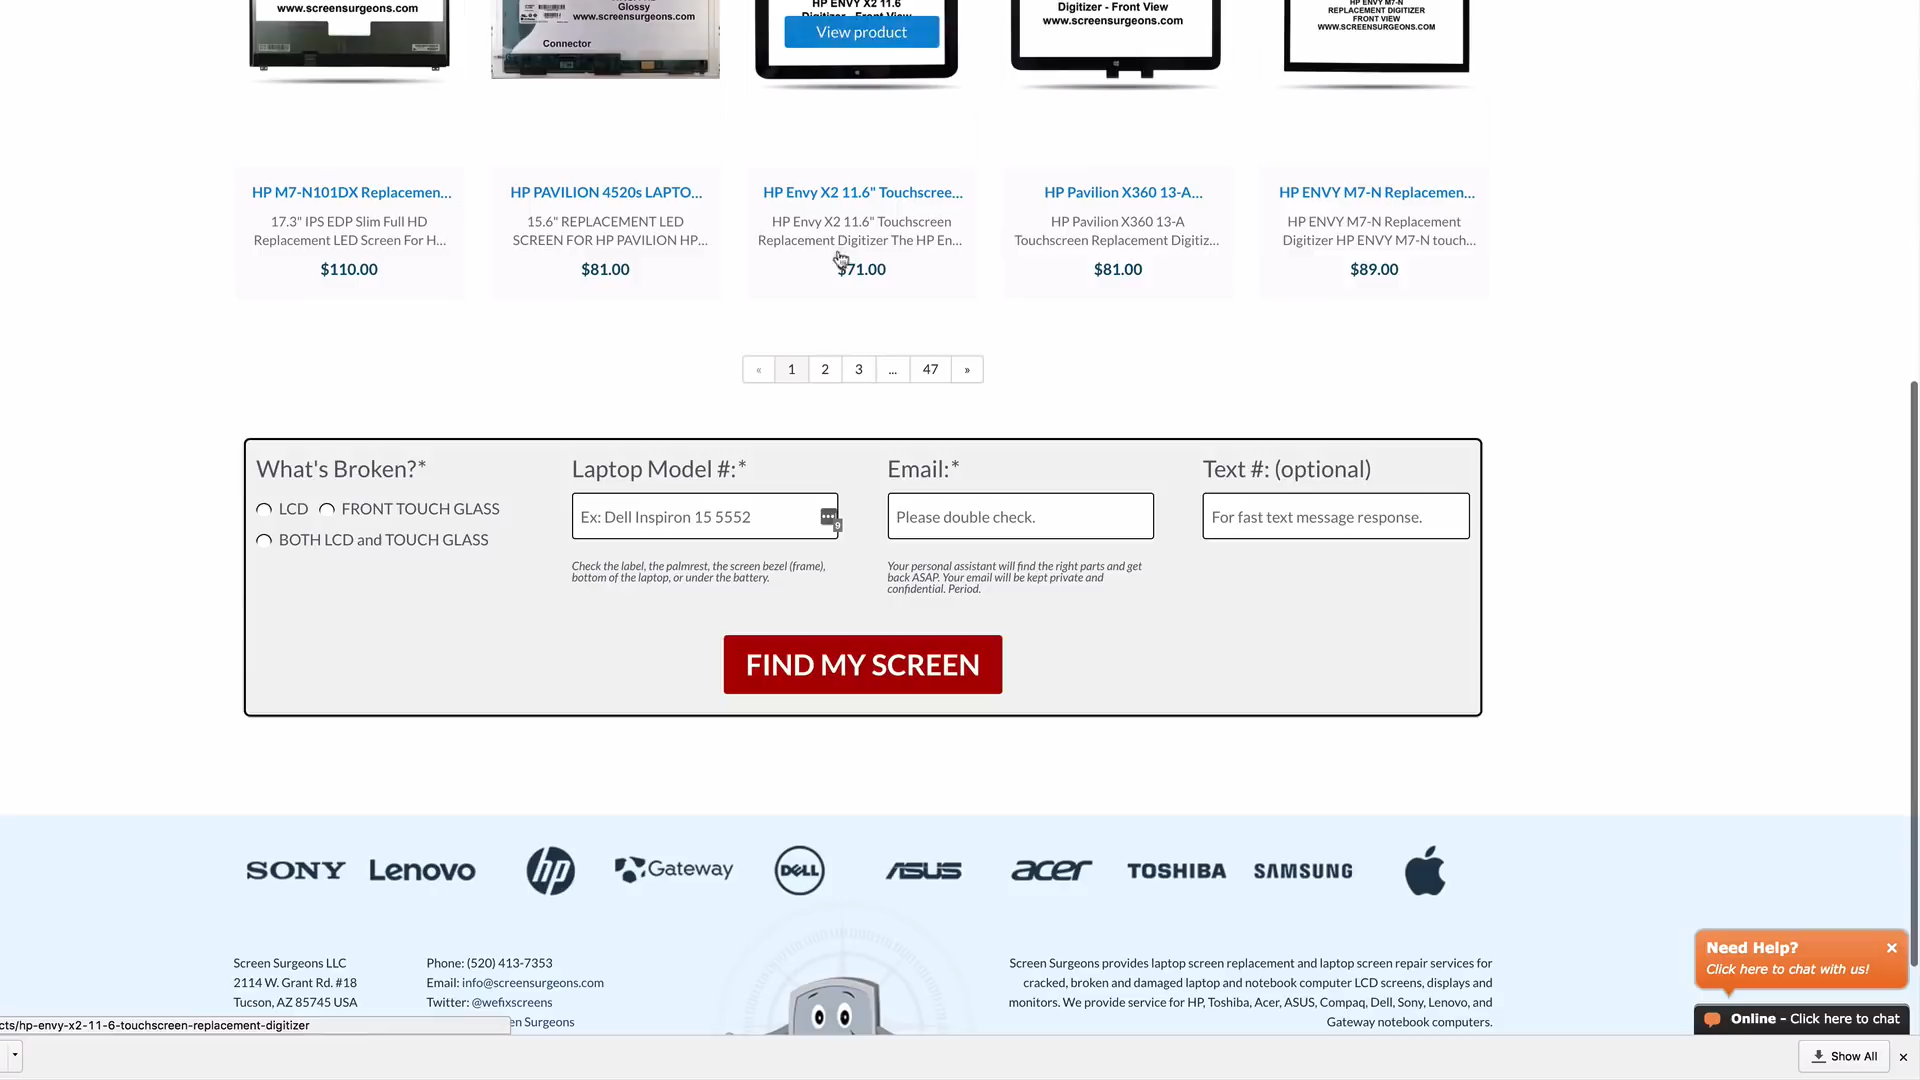 www.screensurgeons.com
Glossy
www.screensurgeons.com
Connector
HP ENVY X2 11.6
Digitizer - Front View
View product
Digitizer - Front View
www.screensurgeons.com
HP ENVY M7-N
REPLACEMENT DIGITIZER
FRONT VIEW
WWW.SCREENSURGEONS.COM
HP M7-N101DX Replacemen...
17.3" IPS EDP Slim Full HD
Replacement LED Screen For H...
$110.00
HP PAVILION 4520s LAPTO...
15.6" REPLACEMENT LED
SCREEN FOR HP PAVILION HP...
$81.00
HP Envy X2 11.6" Touchscree...
HP Envy X2 11.6" Touchscreen
Replacement Digitizer The HP En...
$71.00
HP Pavilion X360 13-A...
HP Pavilion X360 13-A
Touchscreen Replacement Digitiz...
$81.00
HP ENVY M7-N Replacemen...
HP ENVY M7-N Replacement
Digitizer HP ENVY M7-N touch...
$89.00
« 1 2 3 ... 47 »
What's Broken?*
LCD FRONT TOUCH GLASS
BOTH LCD and TOUCH GLASS
Laptop Model #:*
Ex: Dell Inspiron 15 5552
9
Check the label, the palmrest, the screen bezel (frame),
bottom of the laptop, or under the battery.
Email:*
Please double check.
Your personal assistant will find the right parts and get
back ASAP. Your email will be kept private and
confidential. Period.
Text #: (optional)
For fast text message response.
FIND MY SCREEN
SONY Lenovo hp Gateway DELL ASUS acer TOSHIBA SAMSUNG
Screen Surgeons LLC
2114 W. Grant Rd. #18
Tucson, AZ 85745 USA
Phone: (520) 413-7353
Email: info@screensurgeons.com
Twitter: @wefixscreens
en Surgeons
Screen Surgeons provides laptop screen replacement and laptop screen repair services for
cracked, broken and damaged laptop and notebook computer LCD screens, displays and
monitors. We provide service for HP, Toshiba, Acer, ASUS, Compaq, Dell, Sony, Lenovo, and
Gateway notebook computers.
Need Help?
Click here to chat with us!
Online - Click here to chat
cts/hp-envy-x2-11-6-touchscreen-replacement-digitizer
Show All